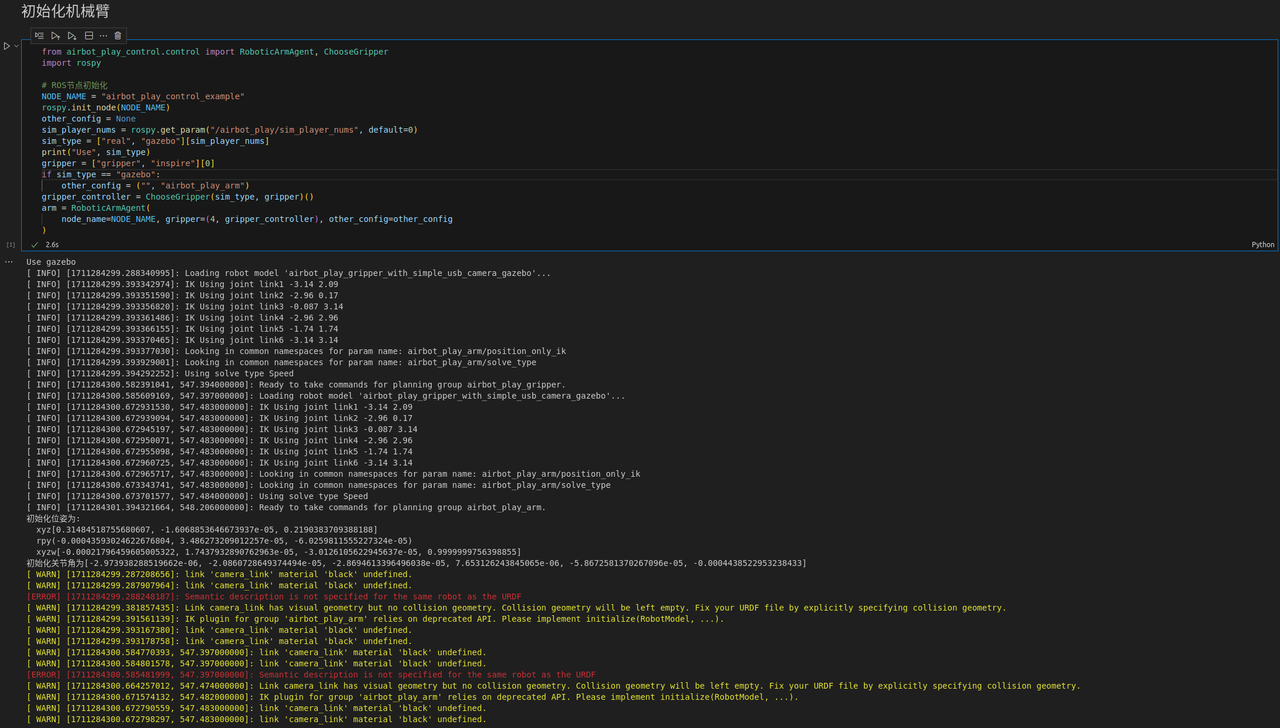 初始化机械臂
from airbot_play_control.control import RoboticArmAgent, ChooseGripper
import rospy
# ROS节点初始化
NODE_NAME = "airbot_play_control_example"
rospy.init_node(NODE_NAME)
other_config = None
sim_player_nums = rospy.get_param("/airbot_play/sim_player_nums", default=0)
sim_type = ["real", "gazebo"][sim_player_nums]
print("Use", sim_type)
gripper = ["gripper", "inspire"][0]
if sim_type == "gazebo":
    other_config = ("", "airbot_play_arm")
gripper_controller = ChooseGripper(sim_type, gripper)()
arm = RoboticArmAgent(
    node_name=NODE_NAME, gripper=(4, gripper_controller), other_config=other_config
)
[1] 2.6s Python
Use gazebo
[ INFO] [1711284299.288340995]: Loading robot model 'airbot_play_gripper_with_simple_usb_camera_gazebo'...
[ INFO] [1711284299.393342974]: IK Using joint link1 -3.14 2.09
[ INFO] [1711284299.393351590]: IK Using joint link2 -2.96 0.17
[ INFO] [1711284299.393356820]: IK Using joint link3 -0.087 3.14
[ INFO] [1711284299.393361486]: IK Using joint link4 -2.96 2.96
[ INFO] [1711284299.393366155]: IK Using joint link5 -1.74 1.74
[ INFO] [1711284299.393370465]: IK Using joint link6 -3.14 3.14
[ INFO] [1711284299.393377030]: Looking in common namespaces for param name: airbot_play_arm/position_only_ik
[ INFO] [1711284299.393929001]: Looking in common namespaces for param name: airbot_play_arm/solve_type
[ INFO] [1711284299.394292252]: Using solve type Speed
[ INFO] [1711284300.582391041, 547.394000000]: Ready to take commands for planning group airbot_play_gripper.
[ INFO] [1711284300.585609169, 547.397000000]: Loading robot model 'airbot_play_gripper_with_simple_usb_camera_gazebo'...
[ INFO] [1711284300.672931530, 547.483000000]: IK Using joint link1 -3.14 2.09
[ INFO] [1711284300.672939094, 547.483000000]: IK Using joint link2 -2.96 0.17
[ INFO] [1711284300.672945197, 547.483000000]: IK Using joint link3 -0.087 3.14
[ INFO] [1711284300.672950071, 547.483000000]: IK Using joint link4 -2.96 2.96
[ INFO] [1711284300.672955098, 547.483000000]: IK Using joint link5 -1.74 1.74
[ INFO] [1711284300.672960725, 547.483000000]: IK Using joint link6 -3.14 3.14
[ INFO] [1711284300.672965717, 547.483000000]: Looking in common namespaces for param name: airbot_play_arm/position_only_ik
[ INFO] [1711284300.673343741, 547.483000000]: Looking in common namespaces for param name: airbot_play_arm/solve_type
[ INFO] [1711284300.673701577, 547.484000000]: Using solve type Speed
[ INFO] [1711284301.394321664, 548.206000000]: Ready to take commands for planning group airbot_play_arm.
初始化位姿为:
  xyz[0.31484518755680607, -1.6068853646673937e-05, 0.2190383709388188]
  rpy(-0.00043593024622676804, 3.486273209012257e-05, -6.0259811555227324e-05)
  xyzw[-0.00021796459605005322, 1.7437932890762963e-05, -3.0126105622945637e-05, 0.9999999756398855]
初始化关节角为[-2.973938288519662e-06, -2.0860728649374494e-05, -2.8694613396496038e-05, 7.653126243845065e-06, -5.8672581370267096e-05, -0.0004438522953238433]
[ WARN] [1711284299.287208656]: link 'camera_link' material 'black' undefined.
[ WARN] [1711284299.287907964]: link 'camera_link' material 'black' undefined.
[ERROR] [1711284299.288248187]: Semantic description is not specified for the same robot as the URDF
[ WARN] [1711284299.381857435]: Link camera_link has visual geometry but no collision geometry. Collision geometry will be left empty. Fix your URDF file by explicitly specifying collision geometry.
[ WARN] [1711284299.391561139]: IK plugin for group 'airbot_play_arm' relies on deprecated API. Please implement initialize(RobotModel, ...).
[ WARN] [1711284299.393167380]: link 'camera_link' material 'black' undefined.
[ WARN] [1711284299.393178758]: link 'camera_link' material 'black' undefined.
[ WARN] [1711284300.584770393, 547.397000000]: link 'camera_link' material 'black' undefined.
[ WARN] [1711284300.584801578, 547.397000000]: link 'camera_link' material 'black' undefined.
[ERROR] [1711284300.585481999, 547.397000000]: Semantic description is not specified for the same robot as the URDF
[ WARN] [1711284300.664257012, 547.474000000]: Link camera_link has visual geometry but no collision geometry. Collision geometry will be left empty. Fix your URDF file by explicitly specifying collision geometry.
[ WARN] [1711284300.671574132, 547.482000000]: IK plugin for group 'airbot_play_arm' relies on deprecated API. Please implement initialize(RobotModel, ...).
[ WARN] [1711284300.672790559, 547.483000000]: link 'camera_link' material 'black' undefined.
[ WARN] [1711284300.672798297, 547.483000000]: link 'camera_link' material 'black' undefined.